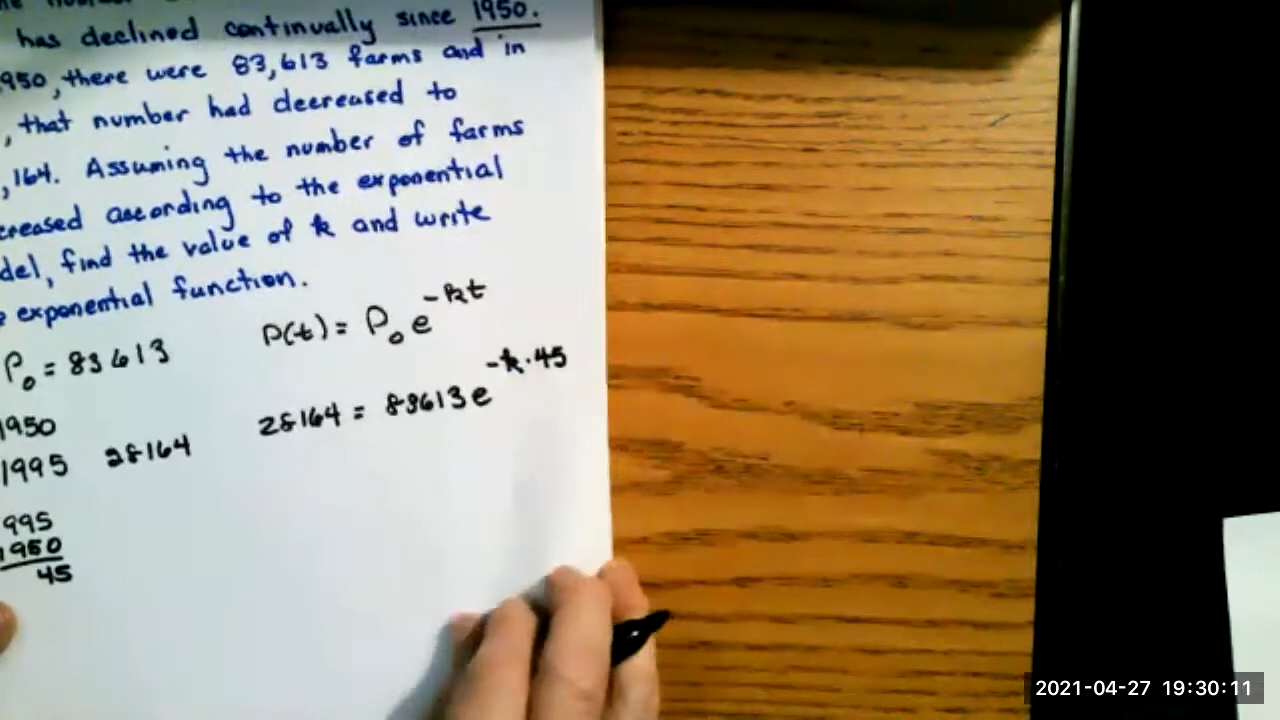 has declined continually since 1950.
950, there were 83,613 farms and in
, that number had decreased to
,164. Assuming the number of farms
creased according to the exponential
del, find the value of k and write
exponential function.
P(t) = P₀e^-kt
P₀ = 83613
28164 = 83613e^-k·45
1950
1995 28164
995
1950
45
2021-04-27 19:30:11